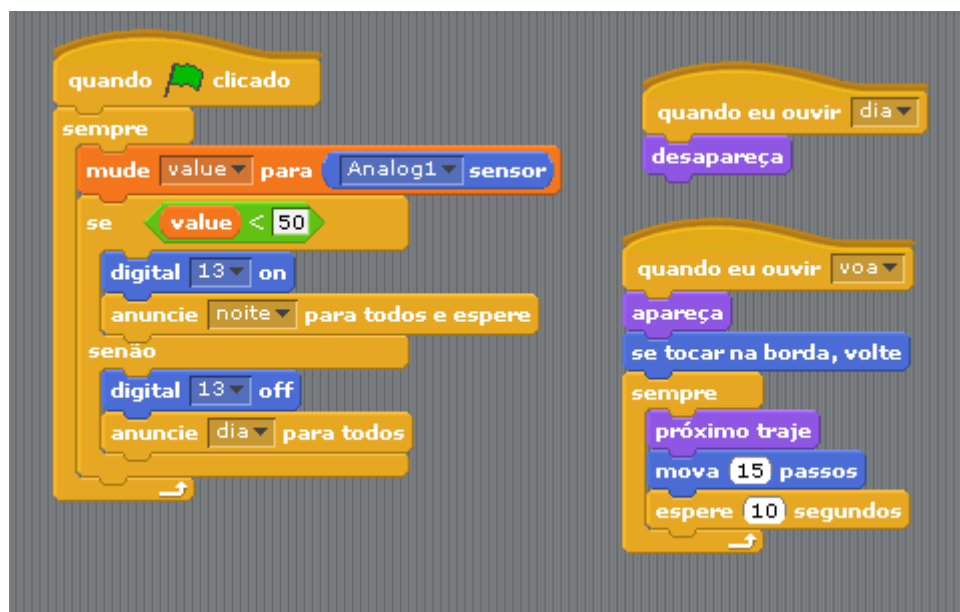 quando clicado
sempre
mude value para Analog1 sensor
se value < 50
digital 13 on
anuncie noite para todos e espere
senão
digital 13 off
anuncie dia para todos
quando eu ouvir dia
desapareça
quando eu ouvir voa
apareça
se tocar na borda, volte
sempre
próximo traje
mova 15 passos
espere 10 segundos